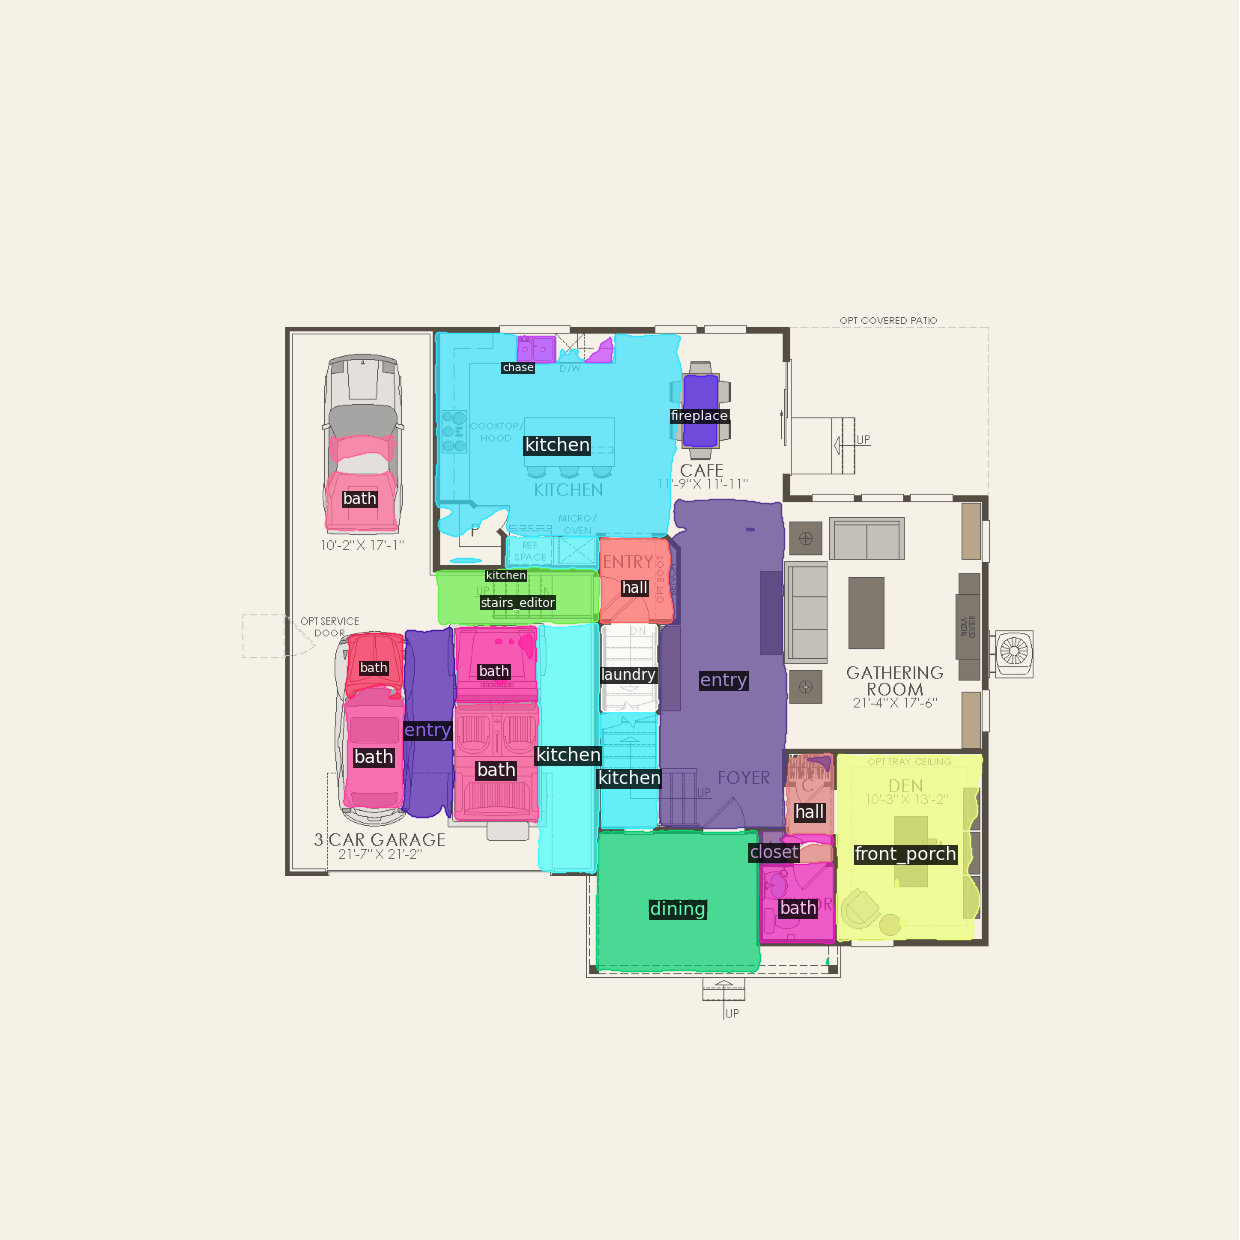 OPT COVERED PATIO
chase
D/W
fireplace
COOKTOP/
HOOD
kitchen
UP
CAFE
11'-9" X 11'-11"
KITCHEN
bath
MICRO/
OVEN
P
10'-2" X 17'-1"
REF
SPACE
ENTRY
OPT BOOT
kitchen
hall
UP
stairs_editor
OPT SERVICE
DOOR
DN
MEDIA
CENTER
bath
bath
laundry
entry
GATHERING
ROOM
21'-4" X 17'-6"
entry
bath
bath
kitchen
kitchen
FOYER
UP
OPT TRAY CEILING
C
DEN
10'-3" X 13'-2"
hall
3 CAR GARAGE
21'-7" X 21'-2"
closet
front_porch
dining
bath
UP